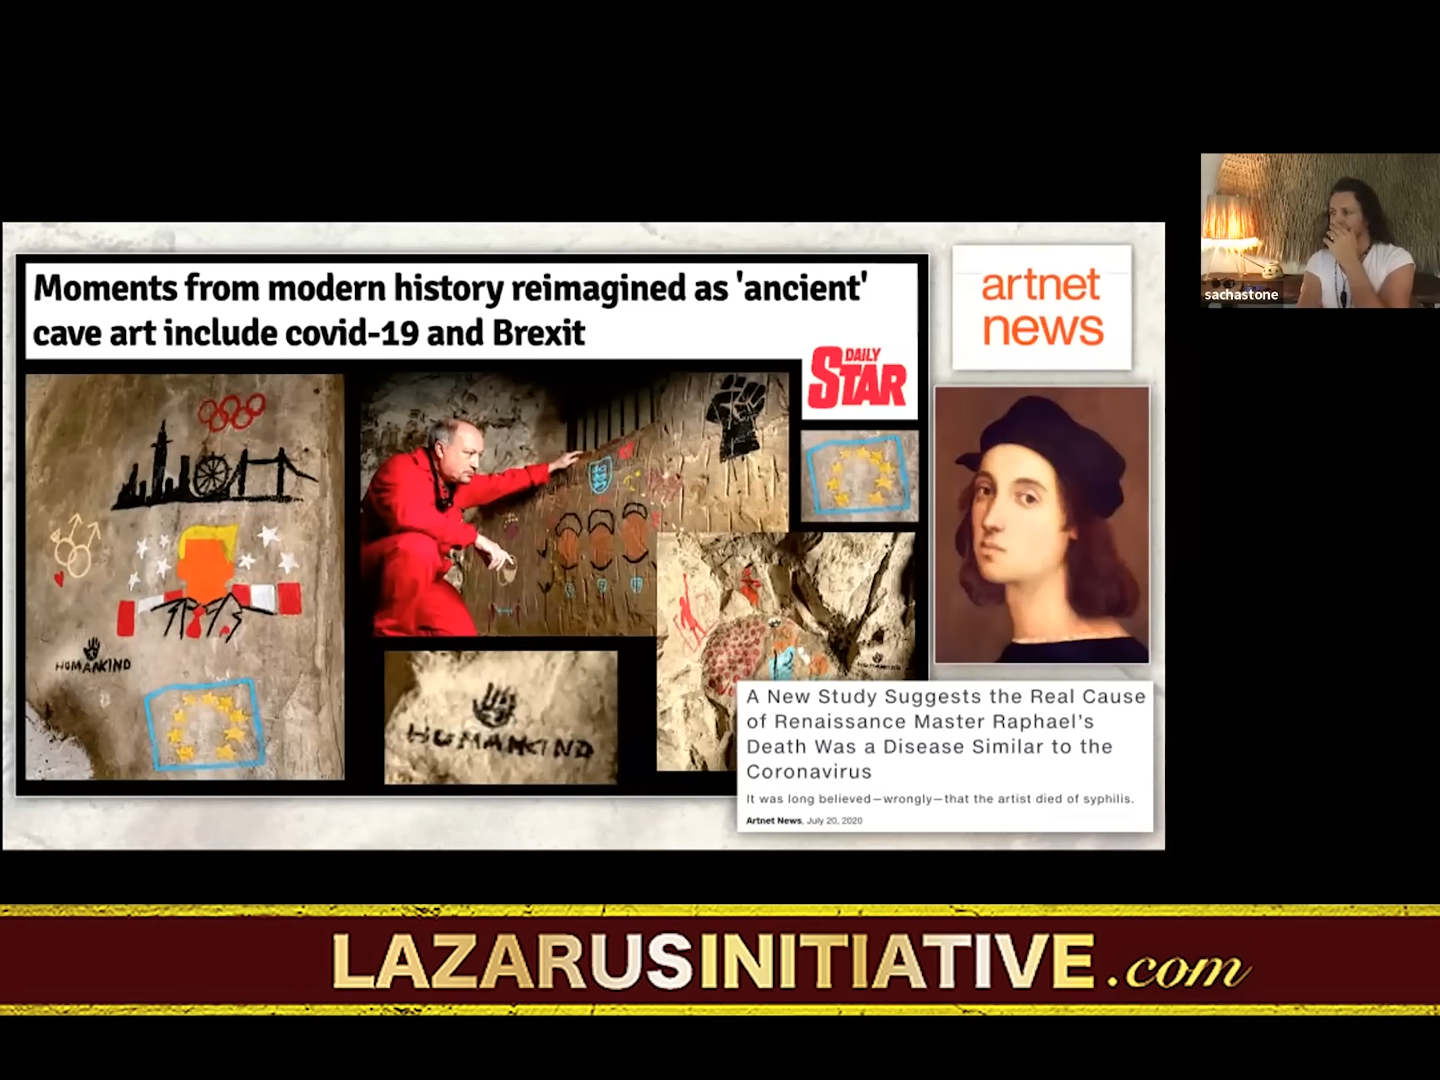 Moments from modern history reimagined as 'ancient'
cave art include covid-19 and Brexit
DAILY
STAR
artnet
news
sachastone
HUMANKIND
HUMANKIND
HUMANKIND
A New Study Suggests the Real Cause
of Renaissance Master Raphael's
Death Was a Disease Similar to the
Coronavirus
It was long believed—wrongly—that the artist died of syphilis.
Artnet News, July 20, 2020
LAZARUSINITIATIVE.com